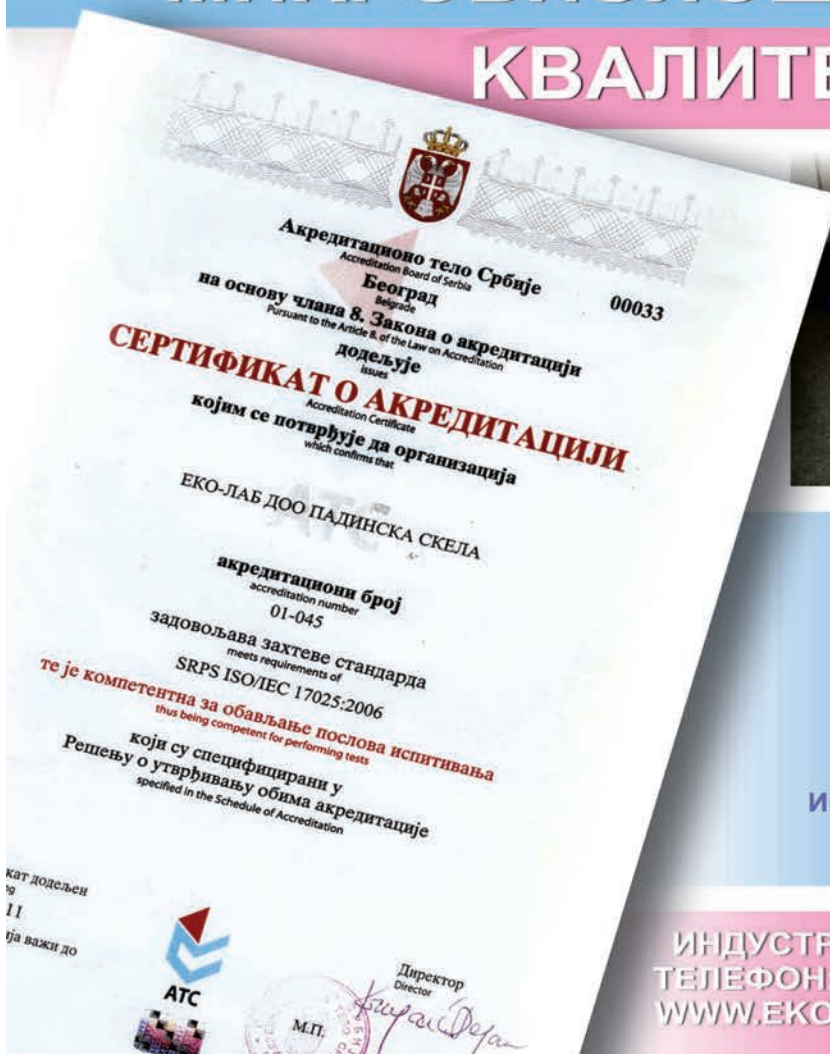 КВАЛИТЕ
Акредитационо тело Србије
Accreditation Board of Serbia
00033
Београд
Belgrade
на основу члана 8. Закона о акредитацији
Pursuant to the Article 8. of the Law on Accreditation
додељује
issues
СЕРТИФИКАТ О АКРЕДИТАЦИЈИ
Accreditation Certificate
којим се потврђује да организација
which confirms that
ЕКО-ЛАБ ДОО ПАДИНСКА СКЕЛА
акредитациони број
accreditation number
01-045
задовољава захтеве стандарда
meets requirements of
SRPS ISO/IEC 17025:2006
те је компетентна за обављање послова испитивања
thus being competent for performing tests
који су специфицирани у
Решењу о утврђивању обима акредитације
specified in the Schedule of Accreditation
кат додељен
11
ија важи до
АТС
М.П.
Директор
Director
И
ИНДУСТР
ТЕЛЕФОН
WWW.EKO